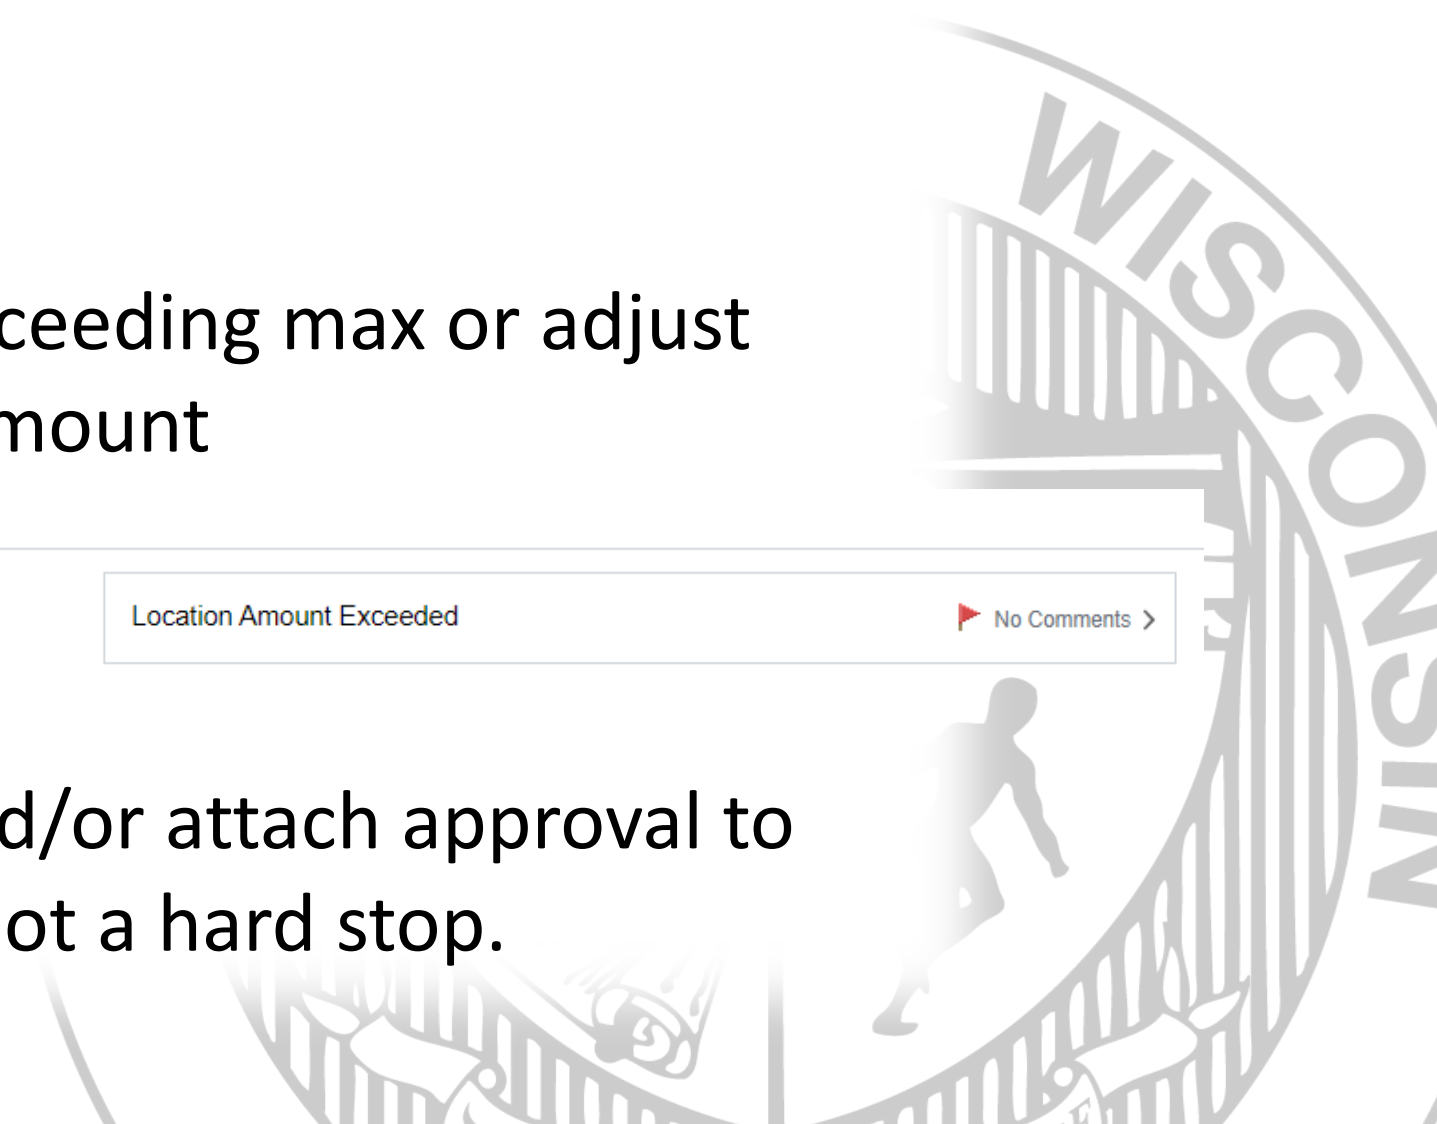 ceeding max or adjust
mount
Location Amount Exceeded
No Comments
d/or attach approval to
ot a hard stop.
WISCONSIN